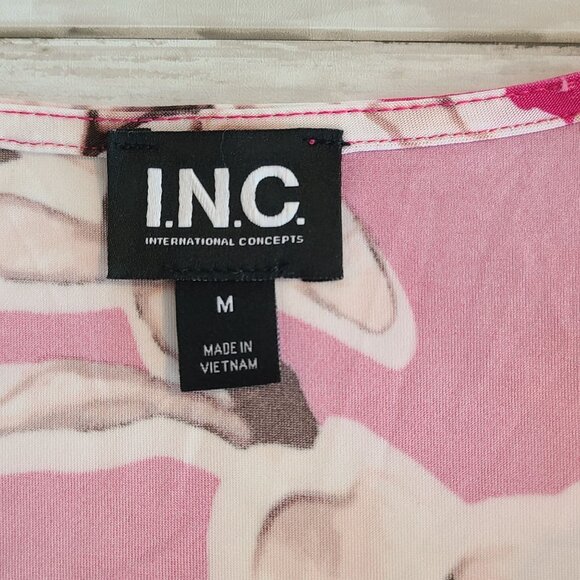 I.N.C.
INTERNATIONAL CONCEPTS
M
MADE IN
VIETNAM